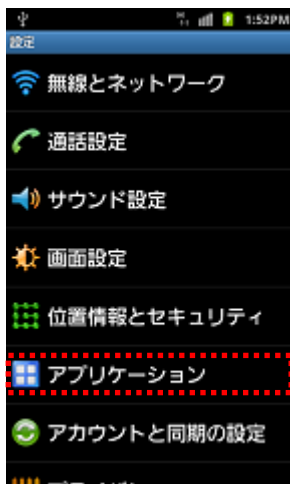 1:52PM
設定
無線とネットワーク
通話設定
サウンド設定
画面設定
位置情報とセキュリティ
アプリケーション
アカウントと同期の設定